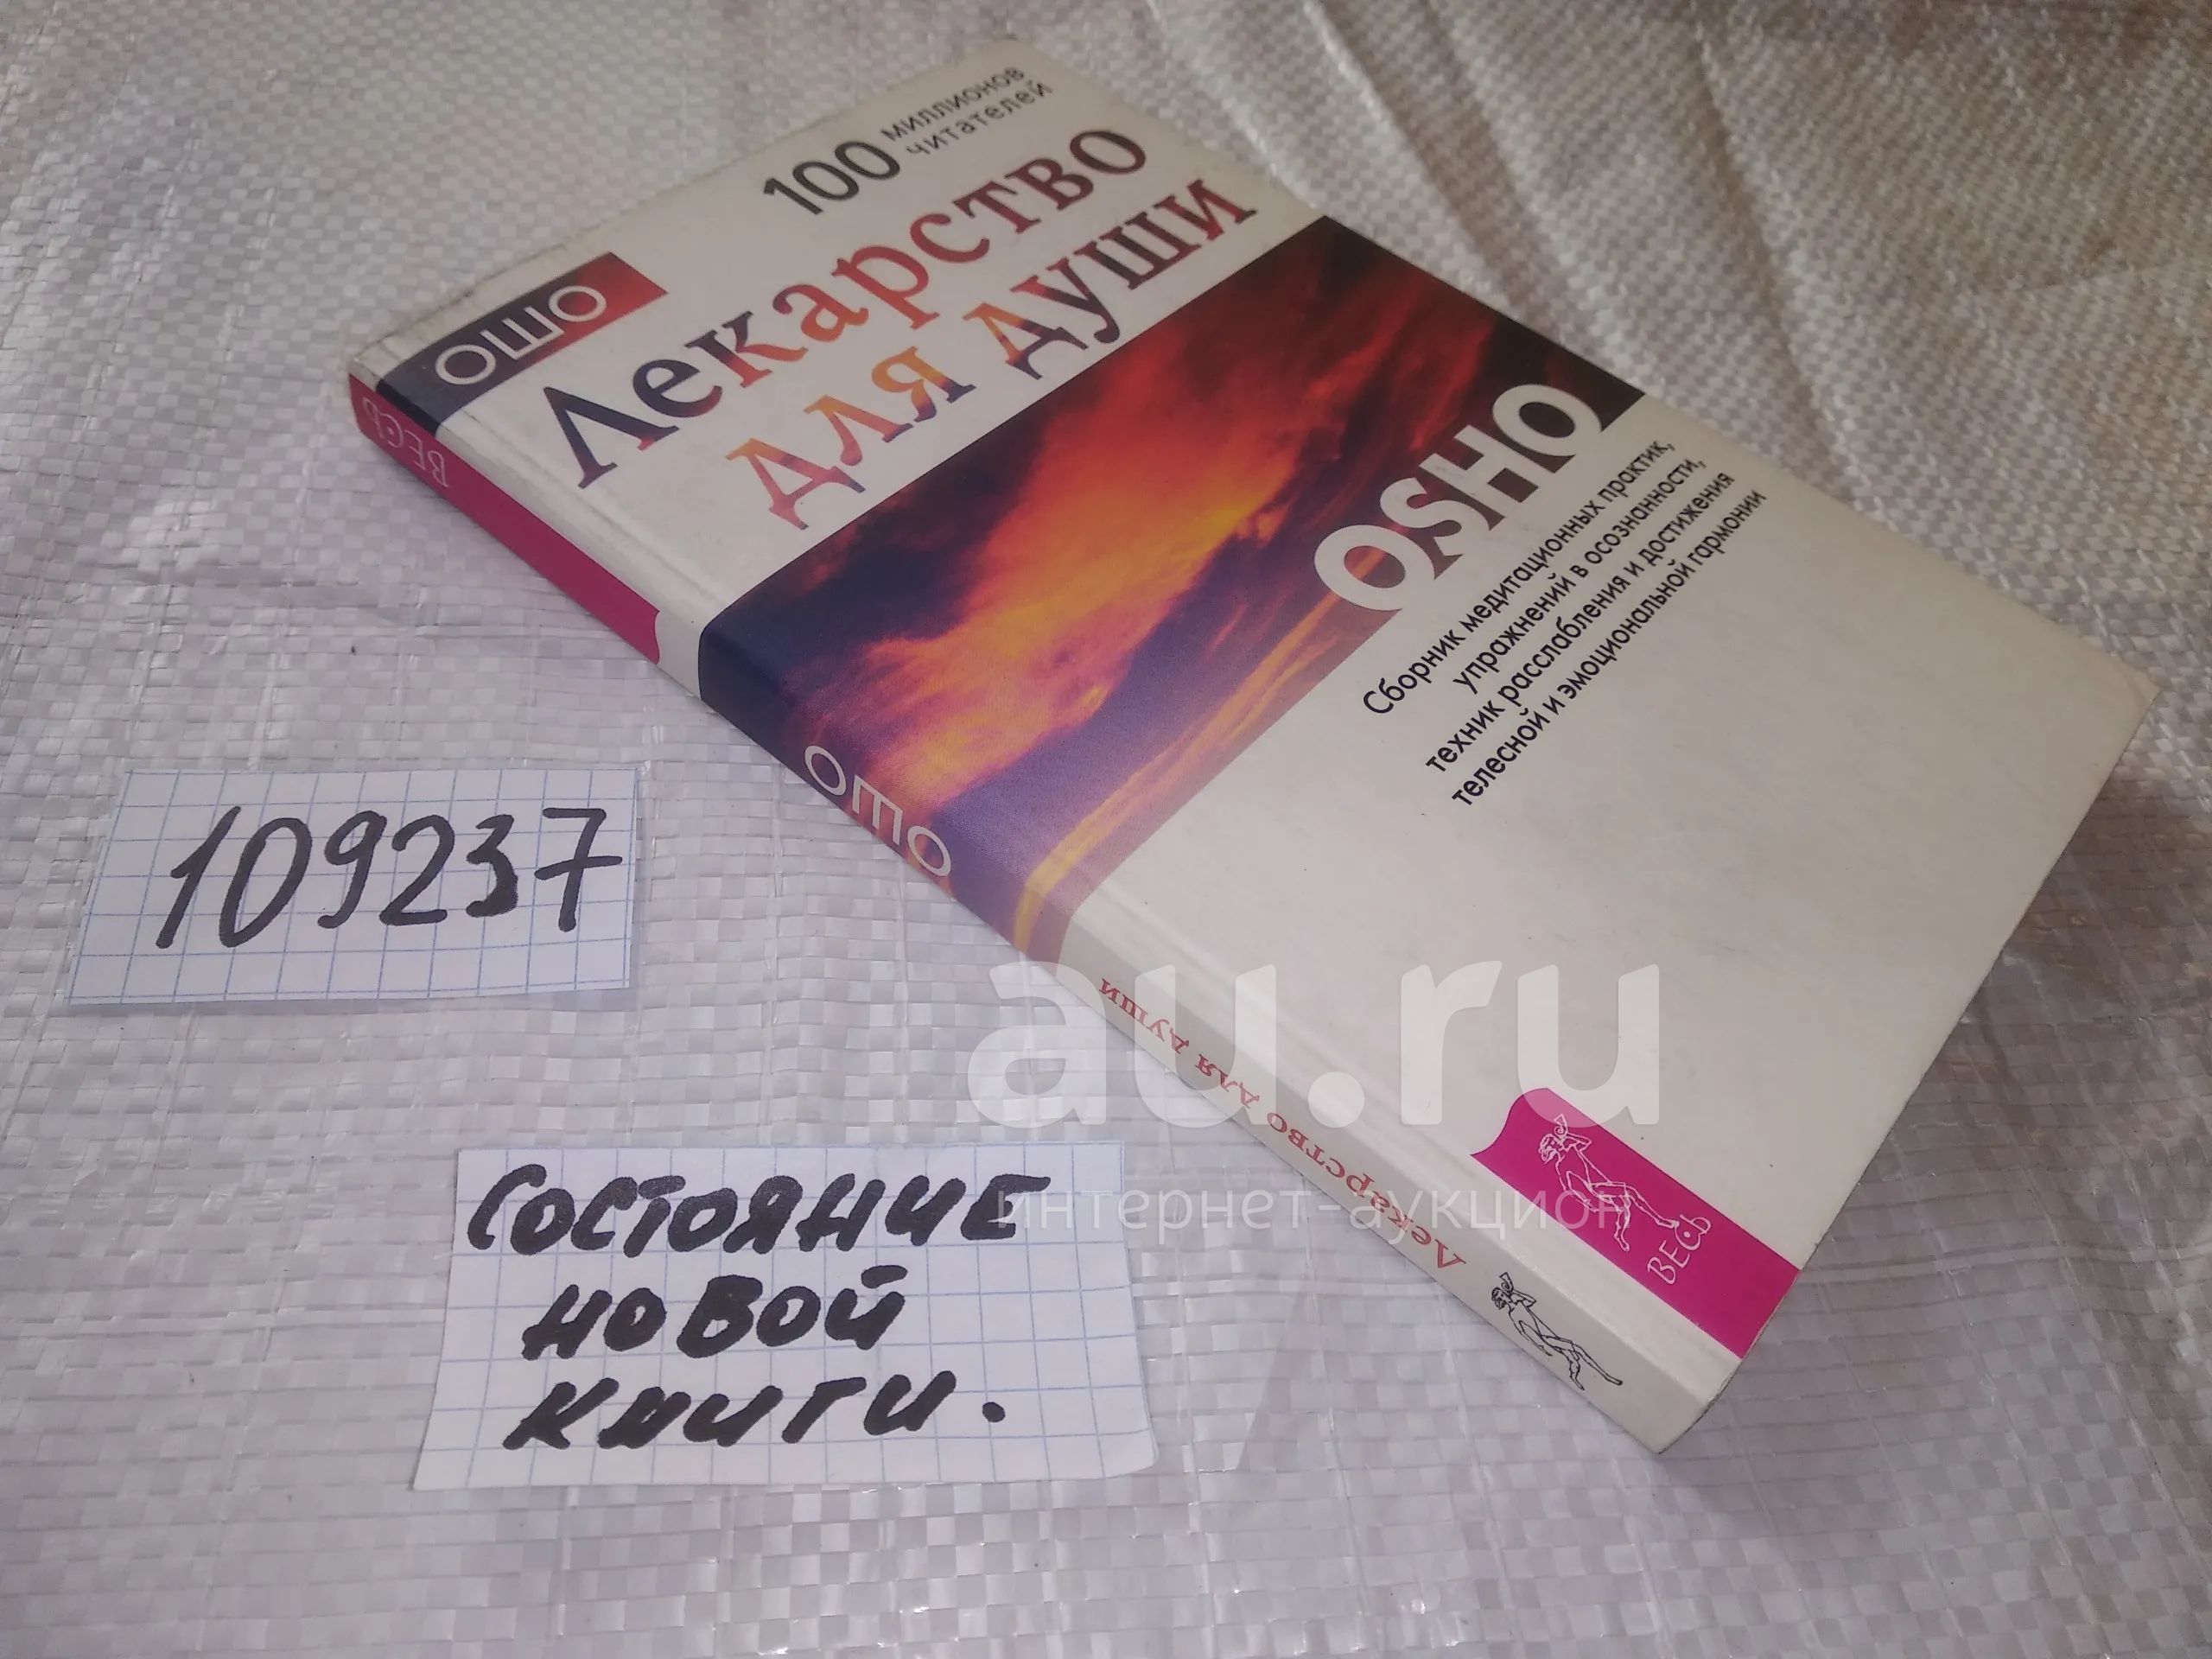 100
миллионов
читателей
ОШО
Лекарство
для души
OSHO
Сборник медитационных практик,
упражнений в осознанности,
техник расслабления и достижения
телесной и эмоциональной гармонии
ВЕСЬ
ВЕСЬ
ОШО
Лекарство для души
109237
СОСТОЯНИЕ
НОВОЙ
КНИГИ.
au.ru
интернет-аукцион